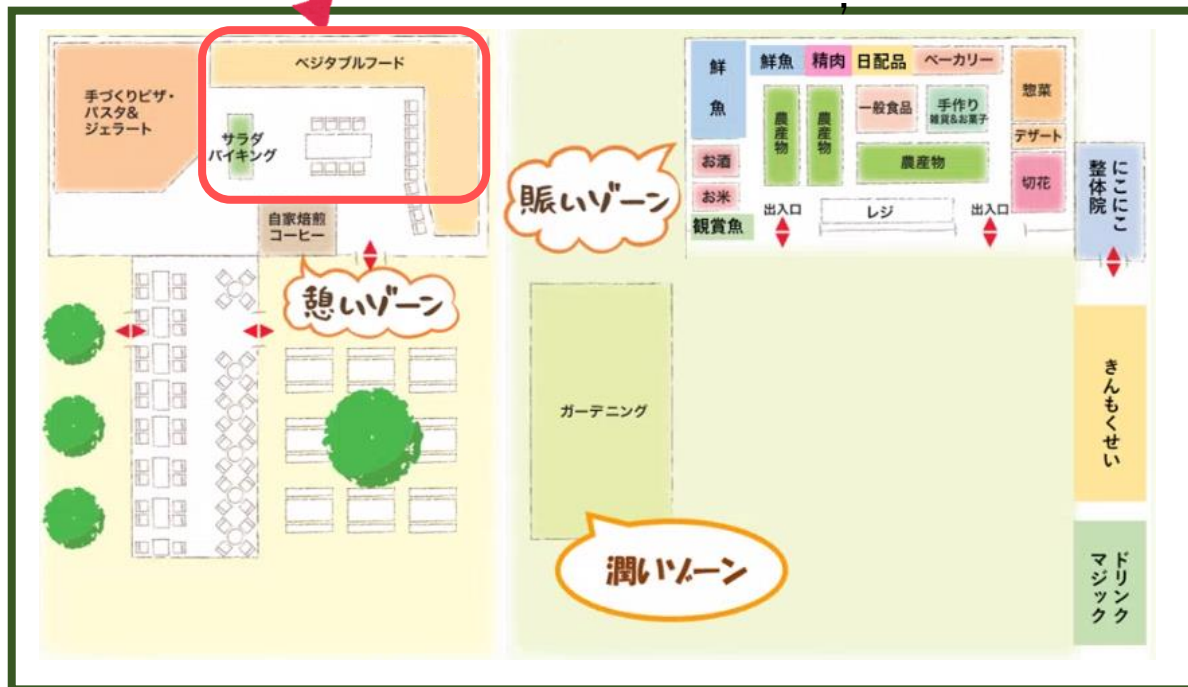 ベジタブルフード
手づくりピザ・
パスタ&
ジェラート
サラダ
バイキング
自家焙煎
コーヒー
憩いゾーン
鮮魚
鮮魚
精肉
日配品
ベーカリー
惣菜
農産物
農産物
一般食品
手作り
雑貨&お菓子
デザート
お酒
農産物
切花
お米
観賞魚
出入口
レジ
出入口
賑いゾーン
にこにこ
整体院
ガーデニング
きんもくせい
潤いゾーン
ドリンク
マジック